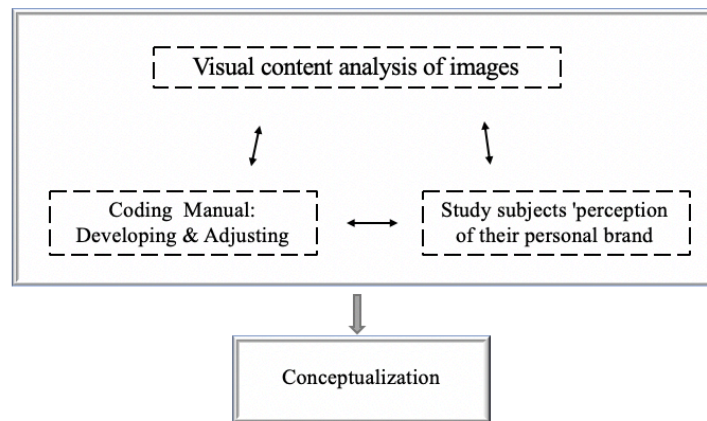 Visual content analysis of images
Coding Manual:
Developing & Adjusting
Study subjects 'perception
of their personal brand
Conceptualization